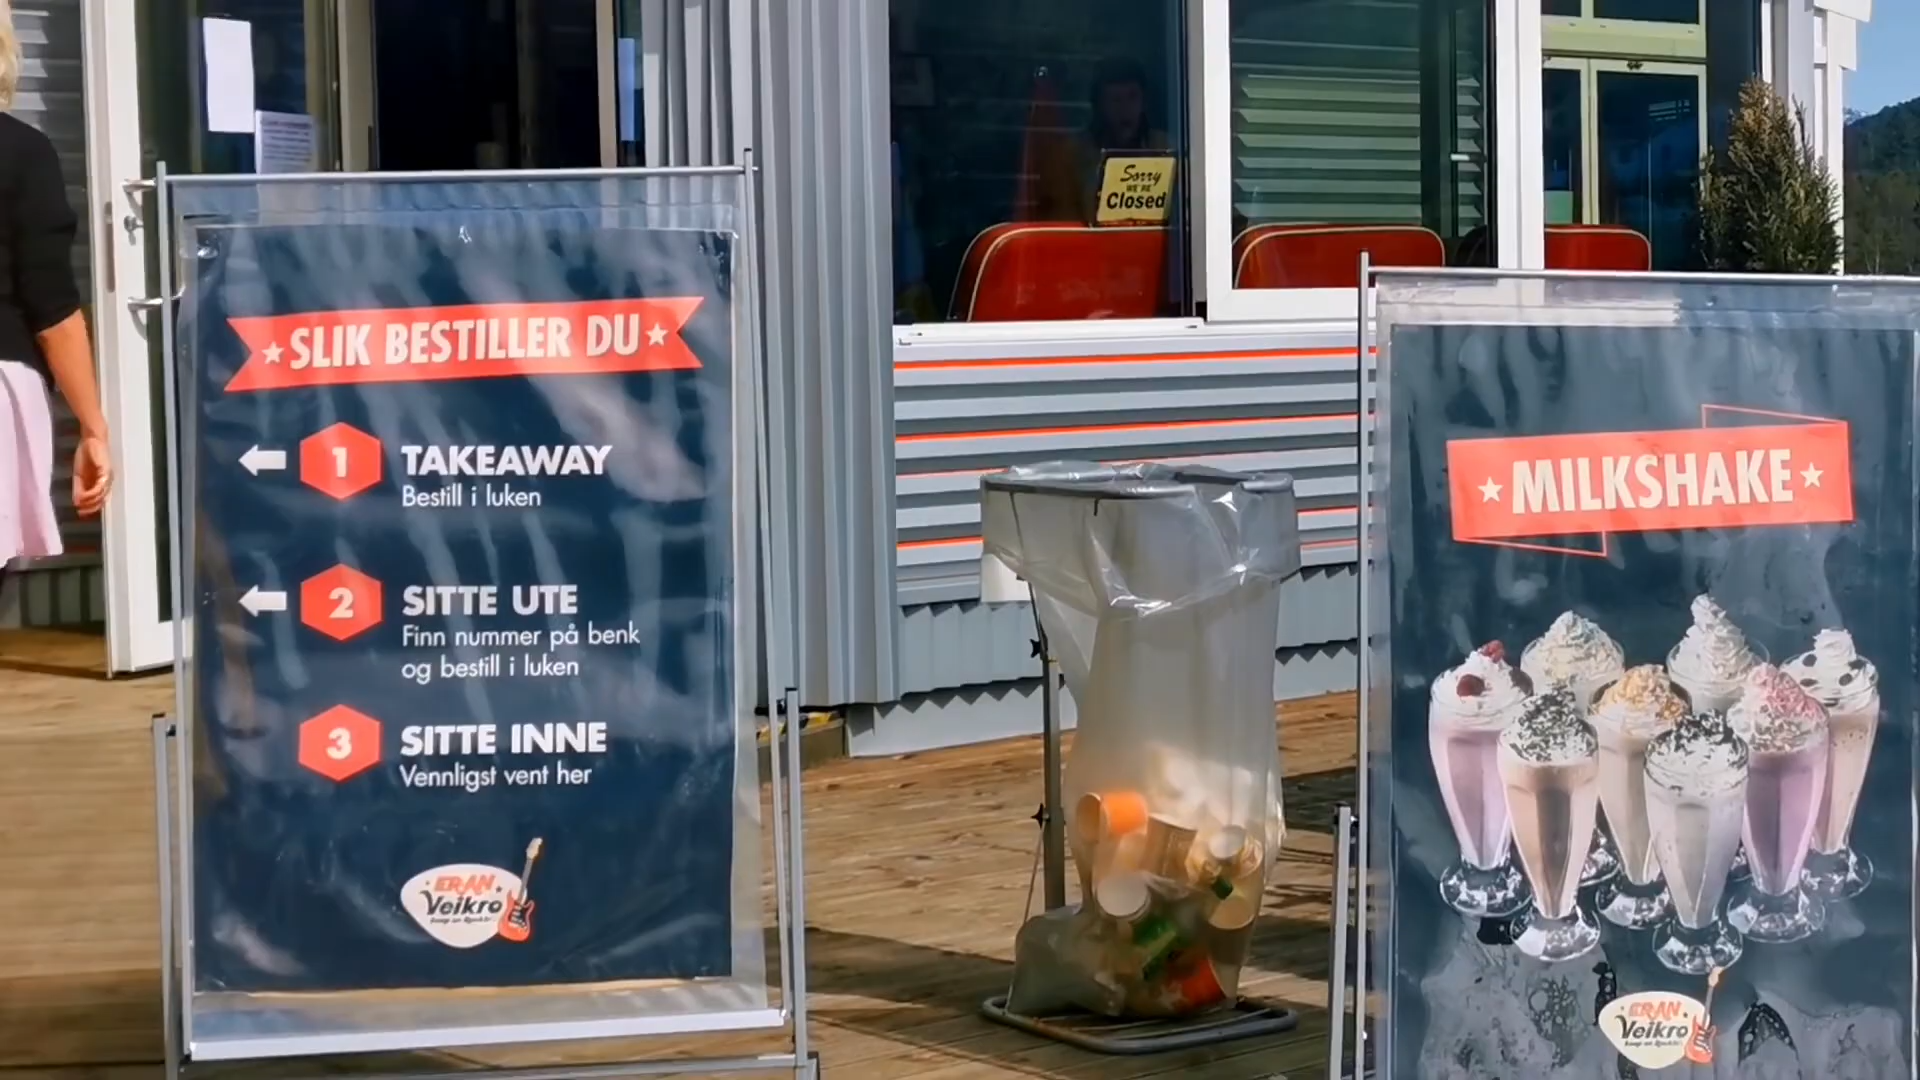 Sorry
WE'RE
Closed
SLIK BESTILLER DU
1 TAKEAWAY
Bestill i luken
2 SITTE UTE
Finn nummer på benk
og bestill i luken
3 SITTE INNE
Vennligst vent her
ERAN
Veikro
MILKSHAKE
ERAN
Veikro